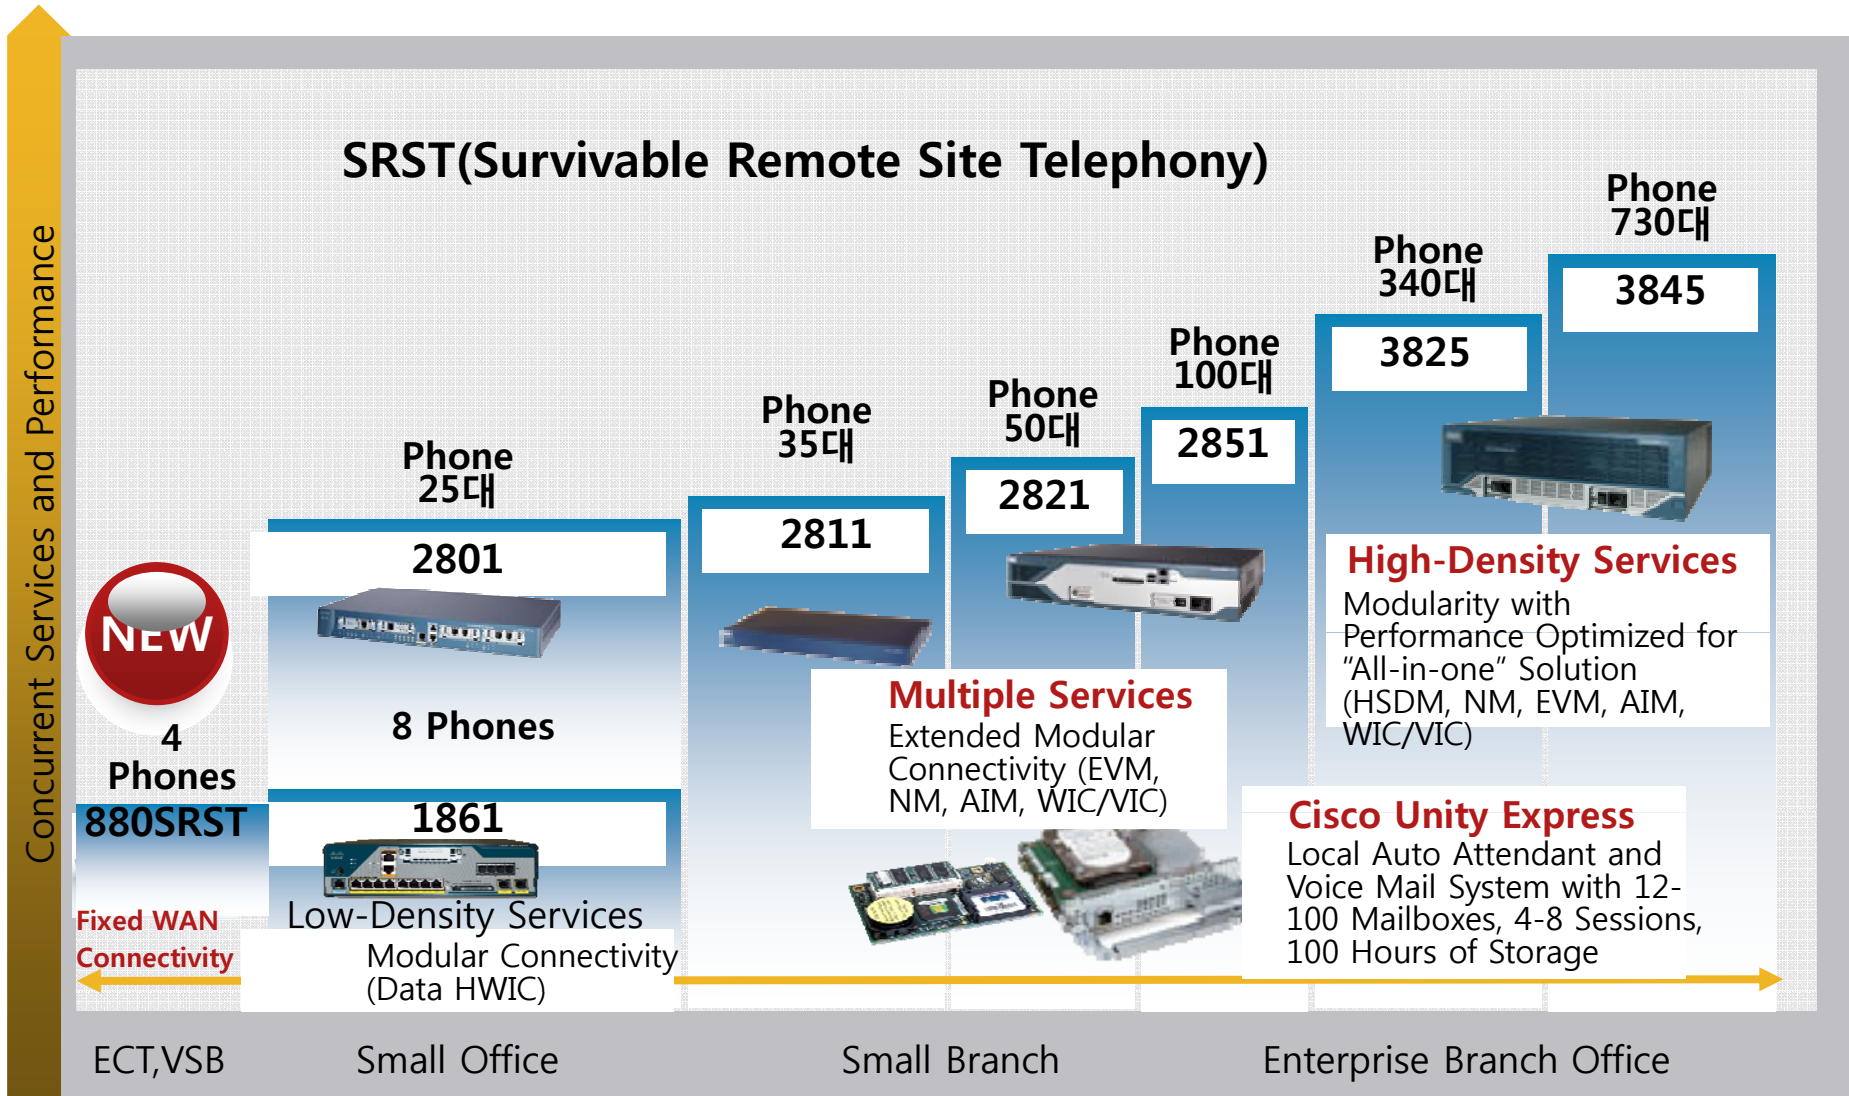 SRST(Survivable Remote Site Telephony)
Concurrent Services and Performance
NEW
4
Phones
880SRST
Fixed WAN
Connectivity
Phone
25대
2801
8 Phones
1861
Low-Density Services
Modular Connectivity
(Data HWIC)
Phone
35대
2811
Phone
50대
2821
Phone
100대
2851
Multiple Services
Extended Modular
Connectivity (EVM,
NM, AIM, WIC/VIC)
Phone
340대
3825
Phone
730대
3845
High-Density Services
Modularity with
Performance Optimized for
“All-in-one” Solution
(HSDM, NM, EVM, AIM,
WIC/VIC)
Cisco Unity Express
Local Auto Attendant and
Voice Mail System with 12-
100 Mailboxes, 4-8 Sessions,
100 Hours of Storage
ECT,VSB
Small Office
Small Branch
Enterprise Branch Office